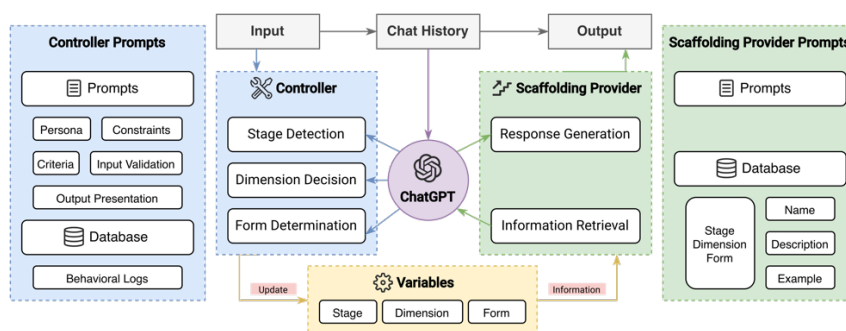 Controller Prompts
Prompts
Persona
Constraints
Criteria
Input Validation
Output Presentation
Database
Behavioral Logs
Input
Chat History
Output
Controller
Stage Detection
Dimension Decision
Form Determination
ChatGPT
Scaffolding Provider
Response Generation
Information Retrieval
Update
Variables
Stage
Dimension
Form
Information
Scaffolding Provider Prompts
Prompts
Database
Stage
Dimension
Form
Name
Description
Example